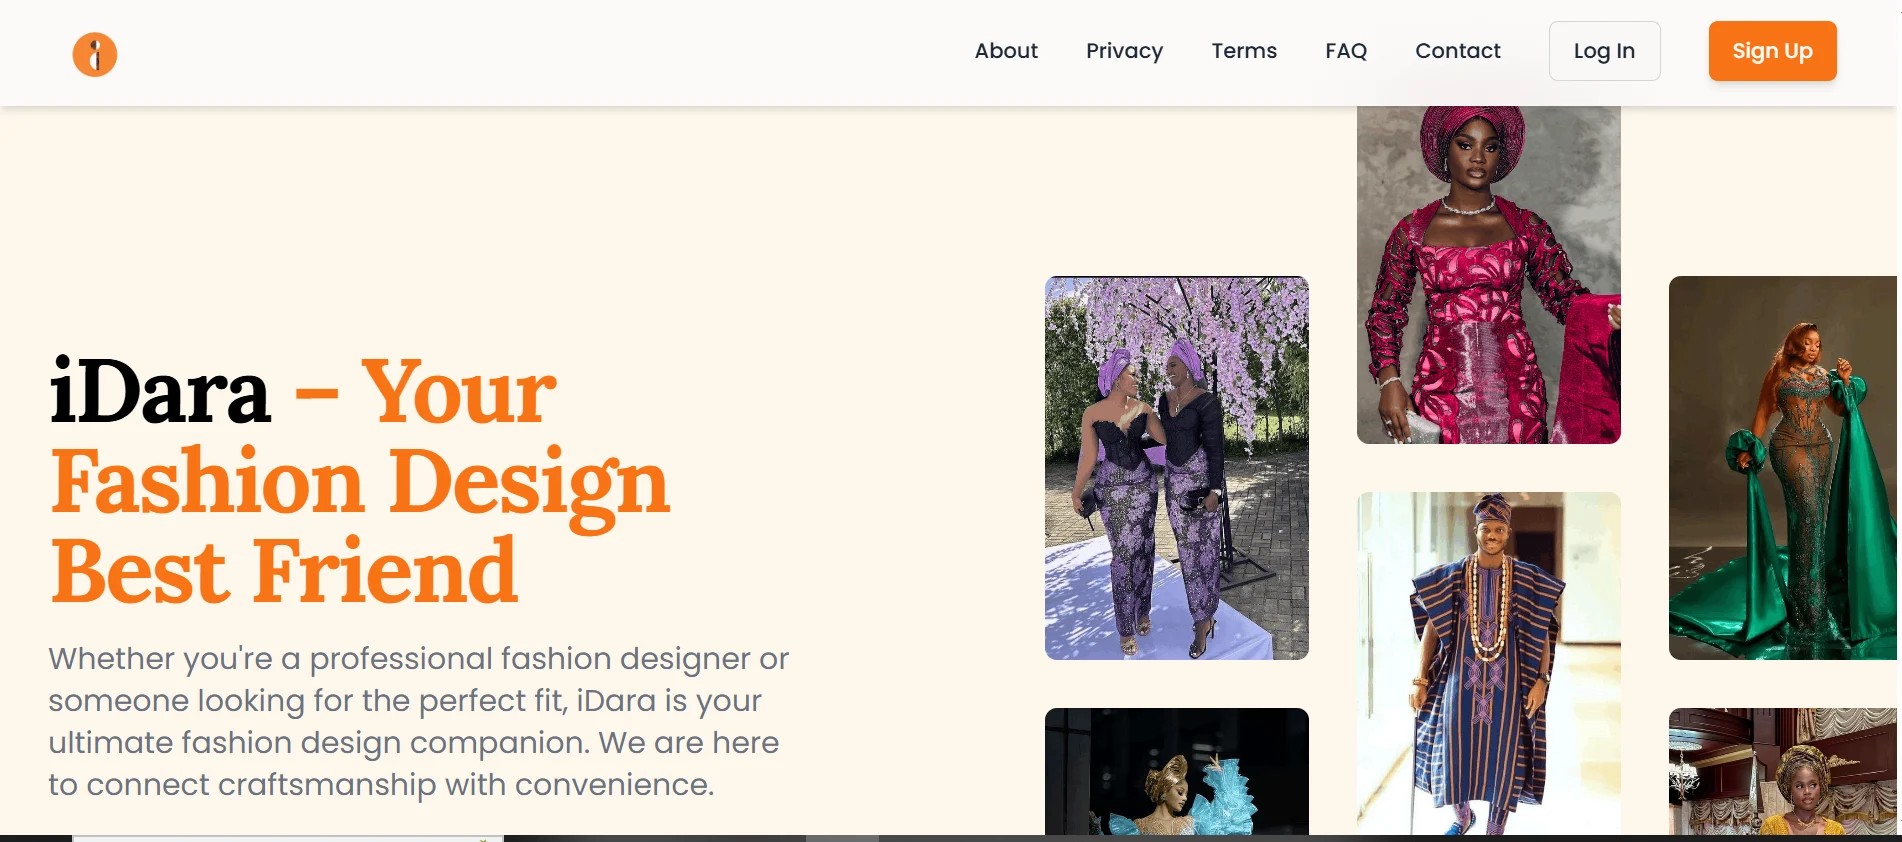 About Privacy Terms FAQ Contact Log In Sign Up
iDara – Your
Fashion Design
Best Friend
Whether you're a professional fashion designer or
someone looking for the perfect fit, iDara is your
ultimate fashion design companion. We are here
to connect craftsmanship with convenience.